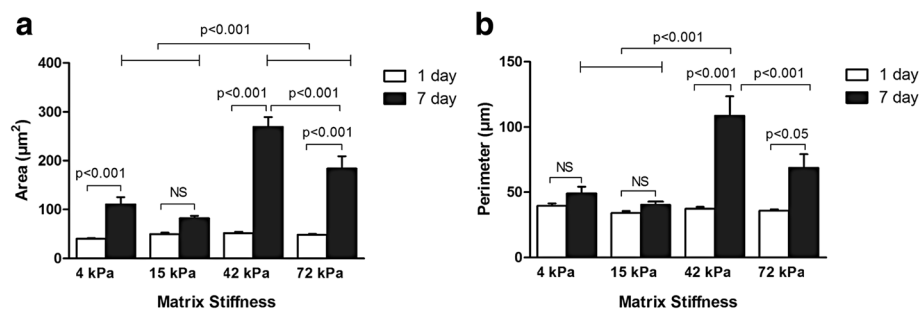 a
p<0.001
400
300
200
100
0
Area (µm²)
p<0.001
NS
p<0.001
p<0.001
p<0.001
1 day
7 day
4 kPa 15 kPa 42 kPa 72 kPa
Matrix Stiffness
b
p<0.001
150
100
50
0
Perimeter (µm)
NS
NS
p<0.001
p<0.001
p<0.05
1 day
7 day
4 kPa 15 kPa 42 kPa 72 kPa
Matrix Stiffness